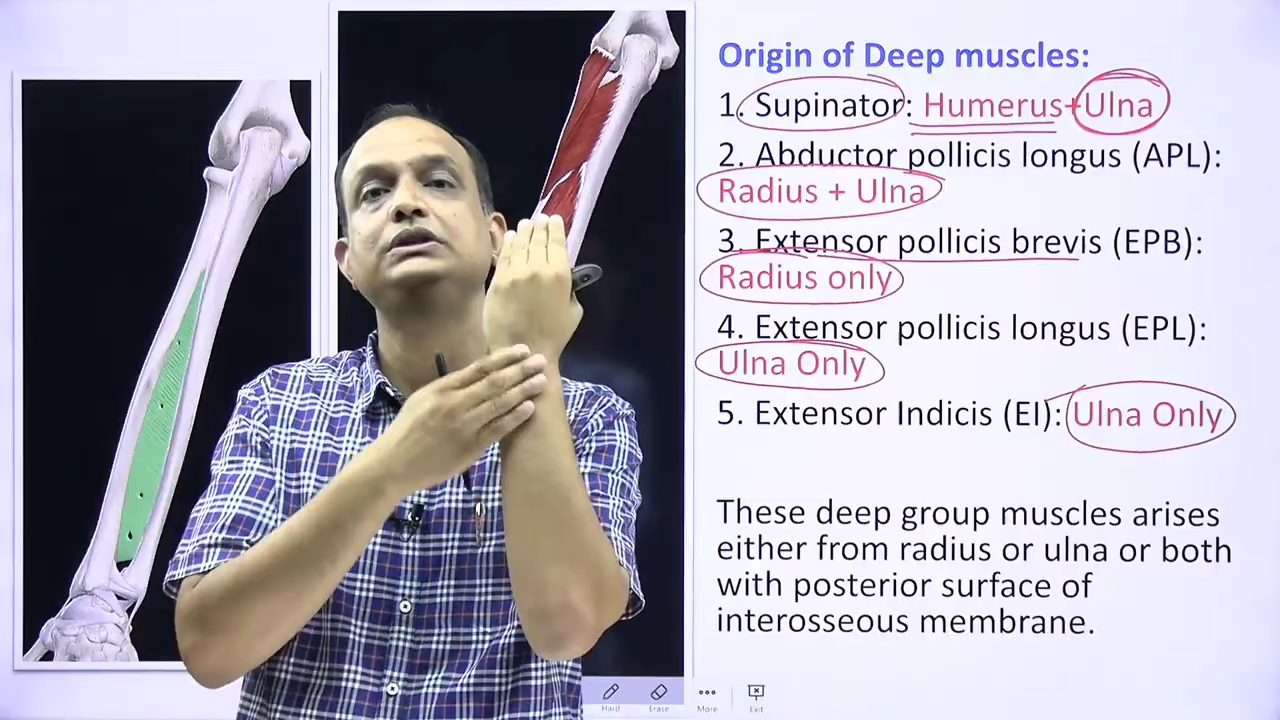 Origin of Deep muscles:
1. Supinator: Humerus+Ulna
2. Abductor pollicis longus (APL):
Radius + Ulna
3. Extensor pollicis brevis (EPB):
Radius only
4. Extensor pollicis longus (EPL):
Ulna Only
5. Extensor Indicis (EI): Ulna Only
These deep group muscles arises
either from radius or ulna or both
with posterior surface of
interosseous membrane.
Hard Erase More Exit